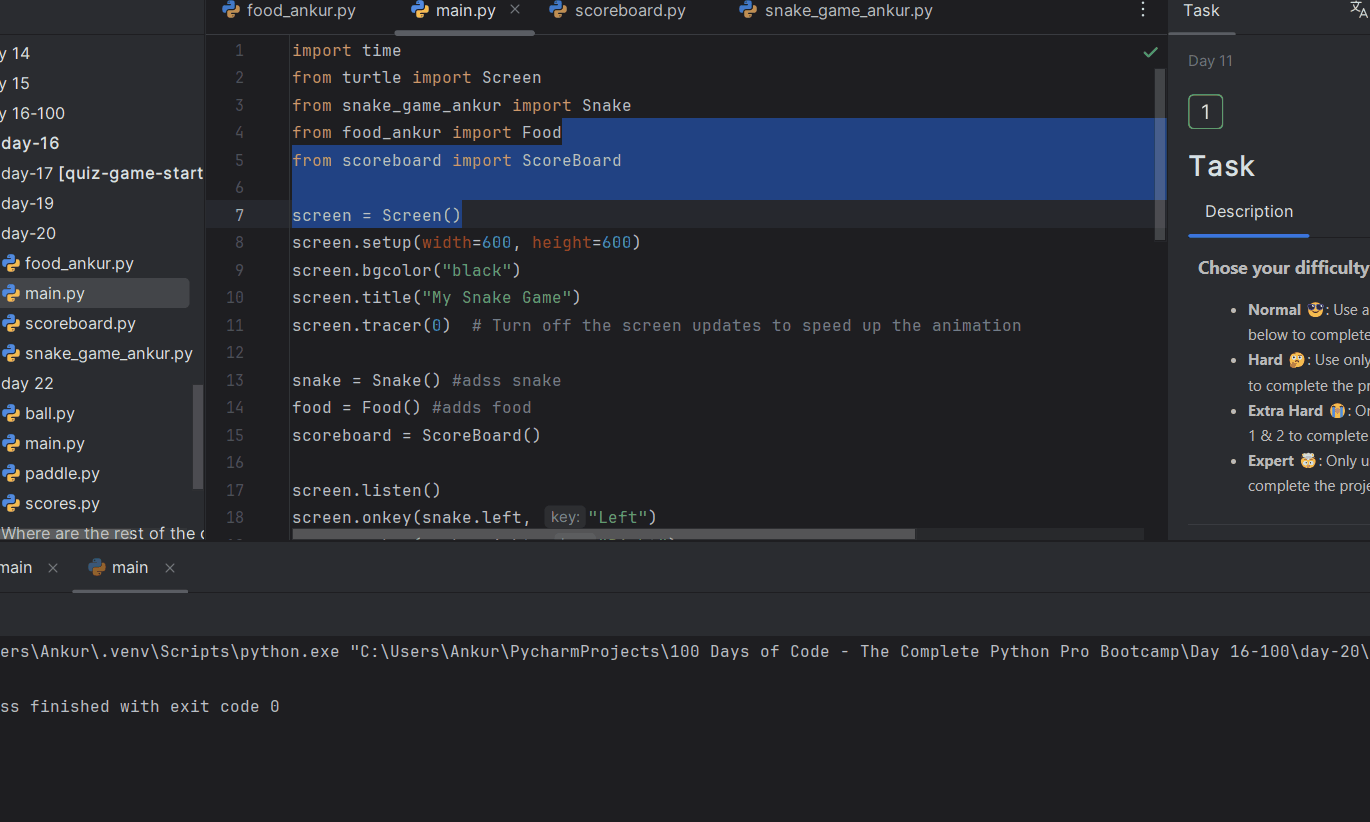 food_ankur.py
main.py
scoreboard.py
snake_game_ankur.py
Task
y 14
y 15
y 16-100
day-16
day-17 [quiz-game-start
day-19
day-20
food_ankur.py
main.py
scoreboard.py
snake_game_ankur.py
day 22
ball.py
main.py
paddle.py
scores.py
Where are the rest of the c
1 import time
2 from turtle import Screen
3 from snake_game_ankur import Snake
4 from food_ankur import Food
5 from scoreboard import ScoreBoard
6
7 screen = Screen()
8 screen.setup(width=600, height=600)
9 screen.bgcolor("black")
10 screen.title("My Snake Game")
11 screen.tracer(0)  # Turn off the screen updates to speed up the animation
12
13 snake = Snake() #adss snake
14 food = Food() #adds food
15 scoreboard = ScoreBoard()
16
17 screen.listen()
18 screen.onkey(snake.left, key: "Left")
Day 11
1
Task
Description
Chose your difficulty
Normal 😎: Use a
below to complete
Hard 🤔: Use only
to complete the pr
Extra Hard 😭: Or
1 & 2 to complete
Expert 🤯: Only u
complete the proje
main
main
ers\Ankur\.venv\Scripts\python.exe "C:\Users\Ankur\PycharmProjects\100 Days of Code - The Complete Python Pro Bootcamp\Day 16-100\day-20\
ss finished with exit code 0